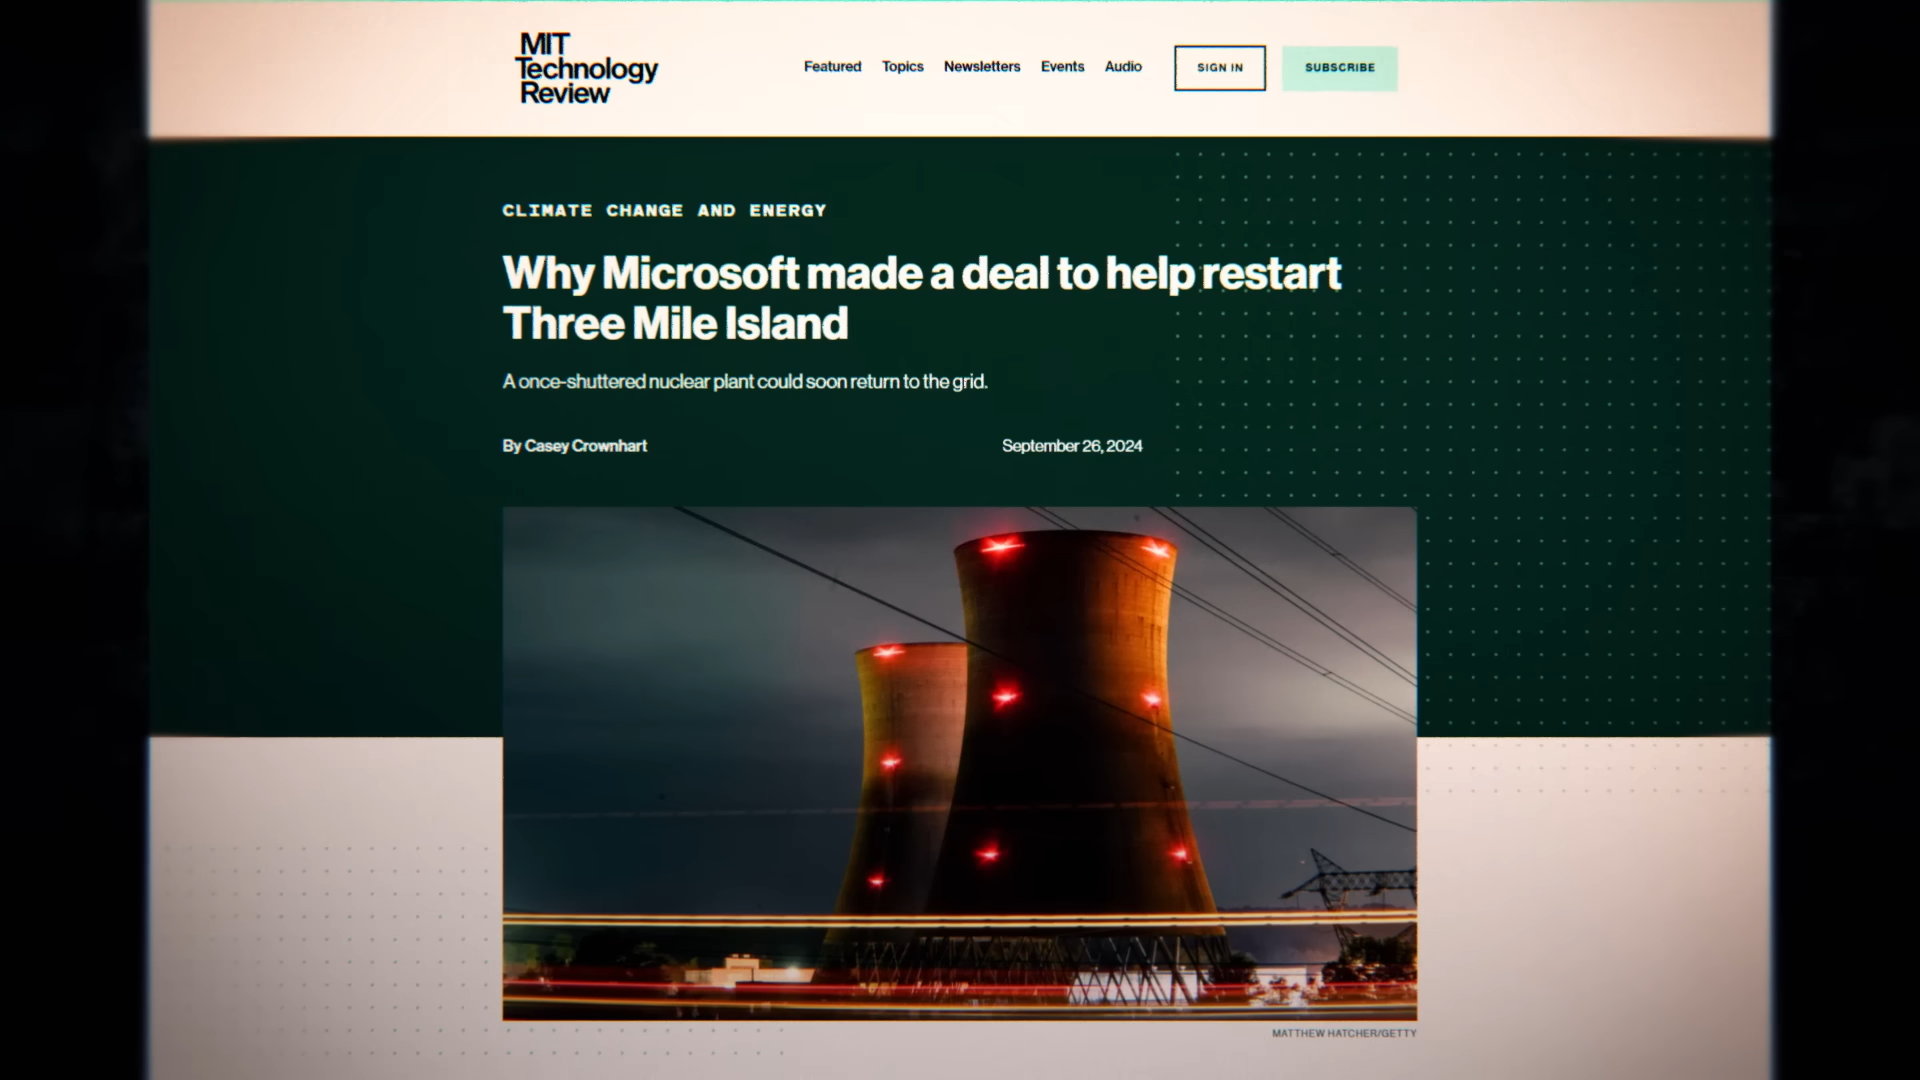 MIT
Technology
Review
Featured Topics Newsletters Events Audio SIGN IN SUBSCRIBE
CLIMATE CHANGE AND ENERGY
Why Microsoft made a deal to help restart
Three Mile Island
A once-shuttered nuclear plant could soon return to the grid.
By Casey Crownhart September 26, 2024
MATTHEW HATCHER/GETTY